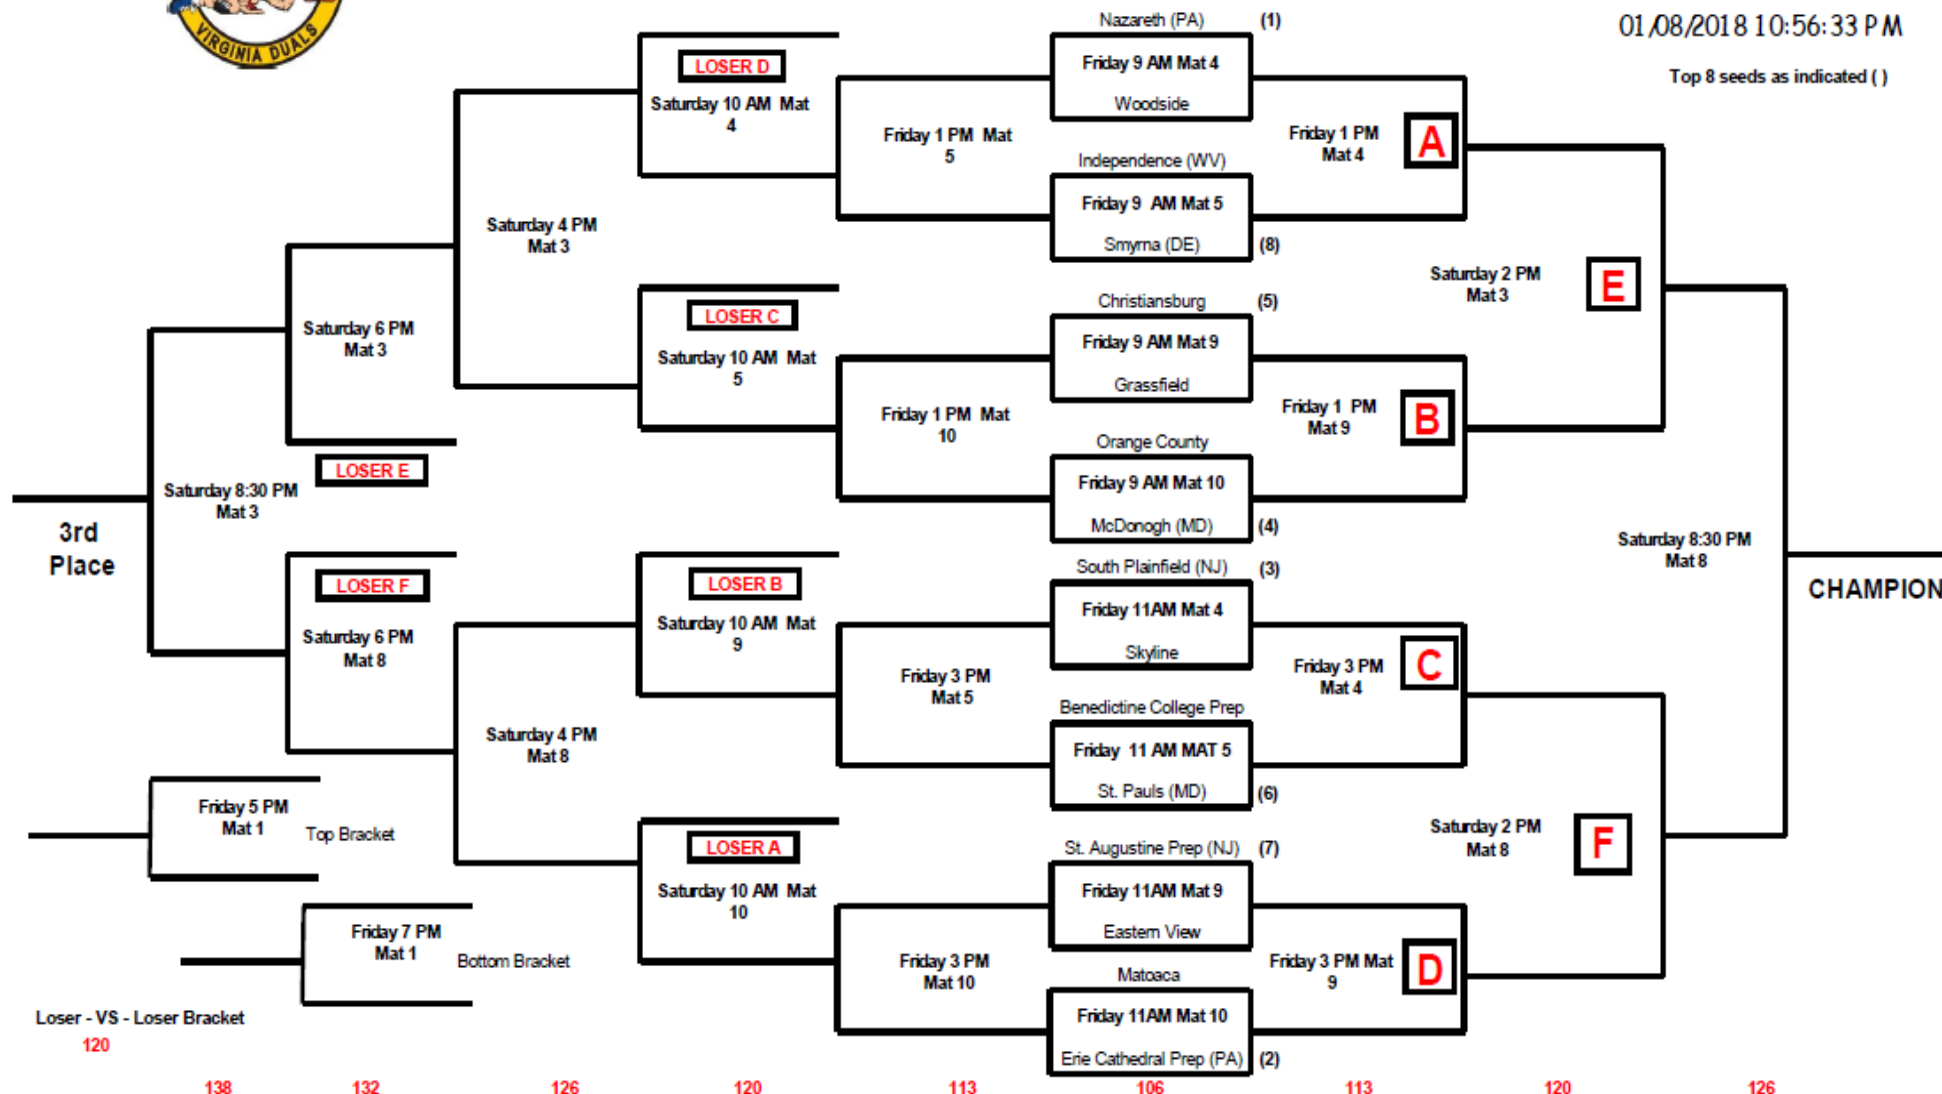 VIRGINIA DUALS
01/08/2018 10:56:33 PM
Top 8 seeds as indicated ( )
Nazareth (PA) (1)
Friday 9 AM Mat 4
Woodside
Independence (WV)
Friday 9 AM Mat 5
Smyrna (DE) (8)
Christiansburg (5)
Friday 9 AM Mat 9
Grassfield
Orange County
Friday 9 AM Mat 10
McDonogh (MD) (4)
South Plainfield (NJ) (3)
Friday 11AM Mat 4
Skyline
Benedictine College Prep
Friday 11 AM MAT 5
St. Pauls (MD) (6)
St. Augustine Prep (NJ) (7)
Friday 11AM Mat 9
Eastern View
Matoaca
Friday 11AM Mat 10
Erie Cathedral Prep (PA) (2)
Friday 1 PM
Mat 4
A
Friday 1 PM
Mat 9
B
Friday 3 PM
Mat 4
C
Friday 3 PM Mat
9
D
Saturday 2 PM
Mat 3
E
Saturday 2 PM
Mat 8
F
Saturday 8:30 PM
Mat 8
CHAMPION
Friday 1 PM Mat
5
Friday 1 PM Mat
10
Friday 3 PM
Mat 5
Friday 3 PM
Mat 10
LOSER D
Saturday 10 AM Mat
4
LOSER C
Saturday 10 AM Mat
5
LOSER B
Saturday 10 AM Mat
9
LOSER A
Saturday 10 AM Mat
10
Saturday 4 PM
Mat 3
Saturday 4 PM
Mat 8
Saturday 6 PM
Mat 3
LOSER E
LOSER F
Saturday 6 PM
Mat 8
Saturday 8:30 PM
Mat 3
3rd
Place
Friday 5 PM
Mat 1
Top Bracket
Friday 7 PM
Mat 1
Bottom Bracket
Loser - VS - Loser Bracket
120
138 132 126 120 113 106 113 120 126